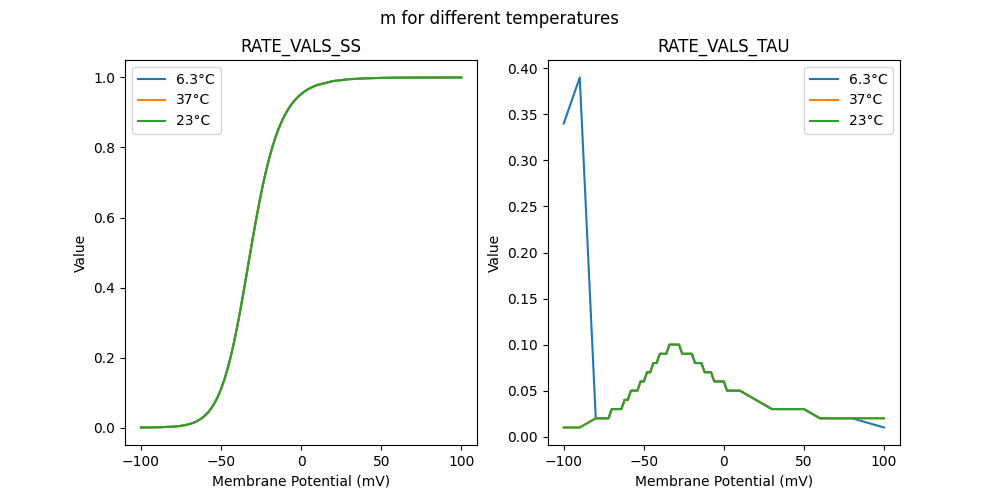 m for different temperatures
RATE_VALS_SS
RATE_VALS_TAU
6.3°C
37°C
23°C
6.3°C
37°C
23°C
Value
1.0
0.8
0.6
0.4
0.2
0.0
−100
−50
0
50
100
Membrane Potential (mV)
Value
0.40
0.35
0.30
0.25
0.20
0.15
0.10
0.05
0.00
−100
−50
0
50
100
Membrane Potential (mV)